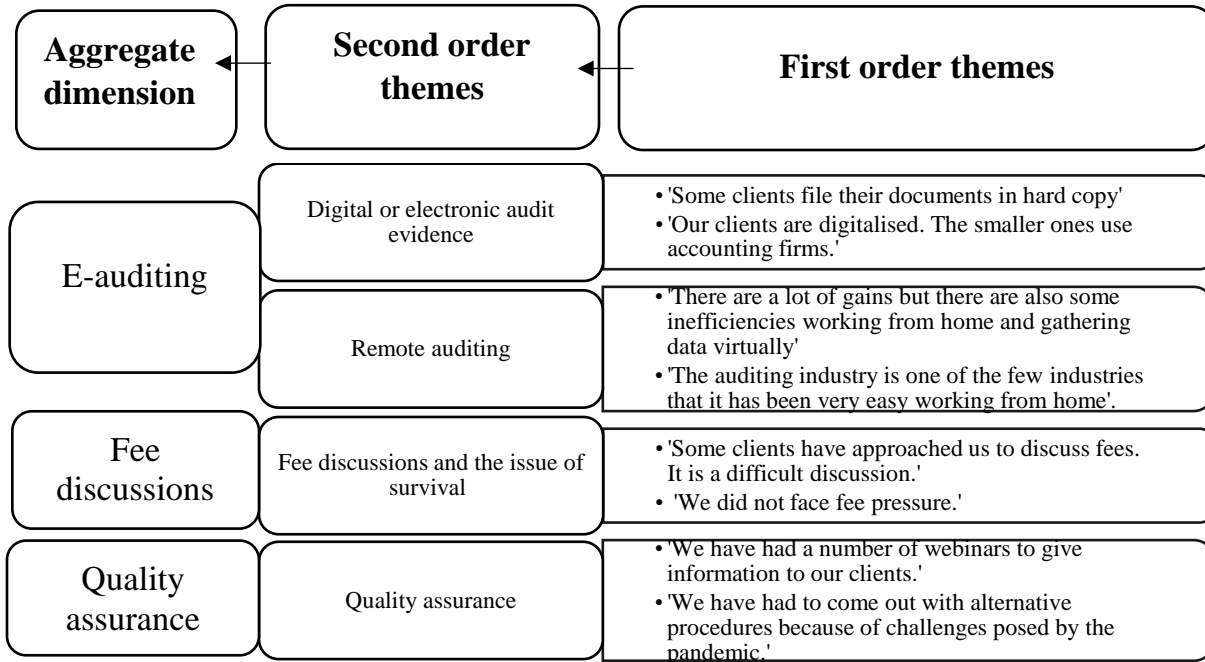 Aggregate
dimension
Second order
themes
First order themes
E-auditing
Digital or electronic audit
evidence
• 'Some clients file their documents in hard copy'
• 'Our clients are digitalised. The smaller ones use
accounting firms.'
Remote auditing
• 'There are a lot of gains but there are also some
inefficiencies working from home and gathering
data virtually'
• 'The auditing industry is one of the few industries
that it has been very easy working from home'.
Fee
discussions
Fee discussions and the issue of
survival
• 'Some clients have approached us to discuss fees.
It is a difficult discussion.'
• 'We did not face fee pressure.'
Quality
assurance
Quality assurance
• 'We have had a number of webinars to give
information to our clients.'
• 'We have had to come out with alternative
procedures because of challenges posed by the
pandemic.'